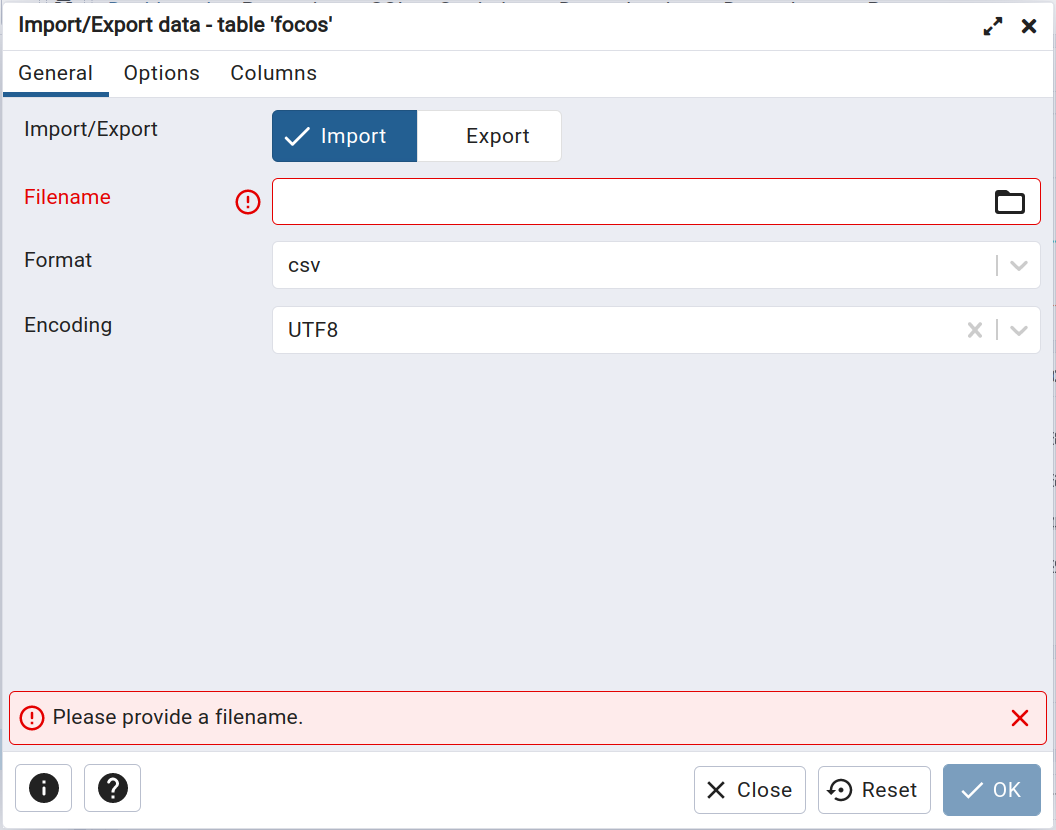 Import/Export data - table 'focos'
General Options Columns
Import/Export
Import Export
Filename
Format
csv
Encoding
UTF8
Please provide a filename.
Close Reset OK